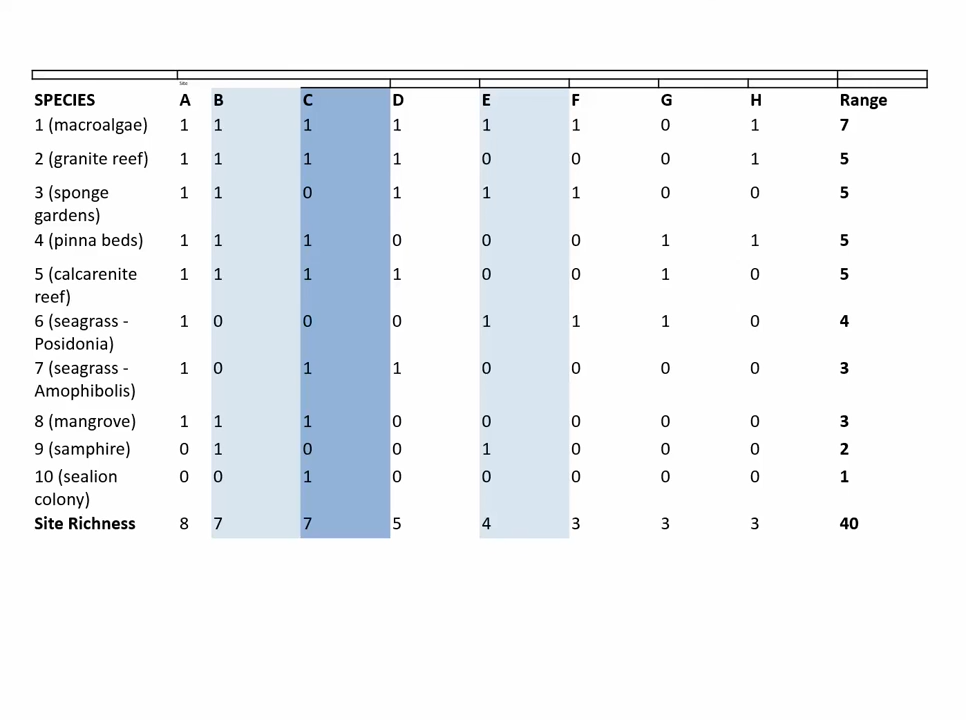 Sites
SPECIES A B C D E F G H Range
1 (macroalgae) 1 1 1 1 1 1 0 1 7
2 (granite reef) 1 1 1 1 0 0 0 1 5
3 (sponge 1 1 0 1 1 1 0 0 5
gardens)
4 (pinna beds) 1 1 1 0 0 0 1 1 5
5 (calcarenite 1 1 1 1 0 0 1 0 5
reef)
6 (seagrass - 1 0 0 0 1 1 1 0 4
Posidonia)
7 (seagrass - 1 0 1 1 0 0 0 0 3
Amophibolis)
8 (mangrove) 1 1 1 0 0 0 0 0 3
9 (samphire) 0 1 0 0 1 0 0 0 2
10 (sealion 0 0 1 0 0 0 0 0 1
colony)
Site Richness 8 7 7 5 4 3 3 3 40